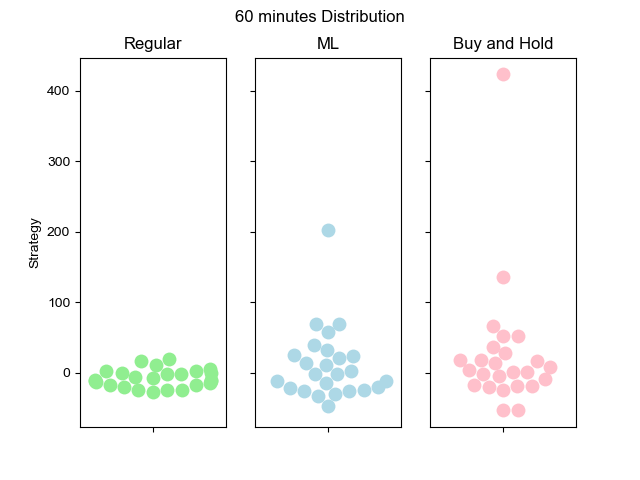 60 minutes Distribution
Regular ML Buy and Hold
400
300
200
100
0
Strategy